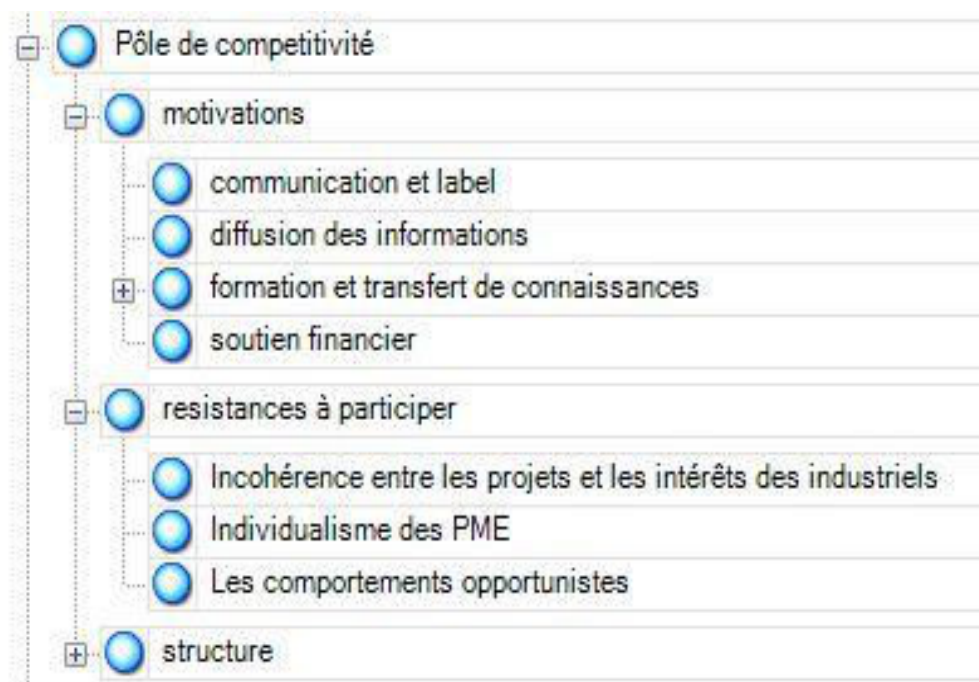 Pôle de competitivité
motivations
communication et label
diffusion des informations
formation et transfert de connaissances
soutien financier
resistances à participer
Incohérence entre les projets et les intérêts des industriels
Individualisme des PME
Les comportements opportunistes
structure